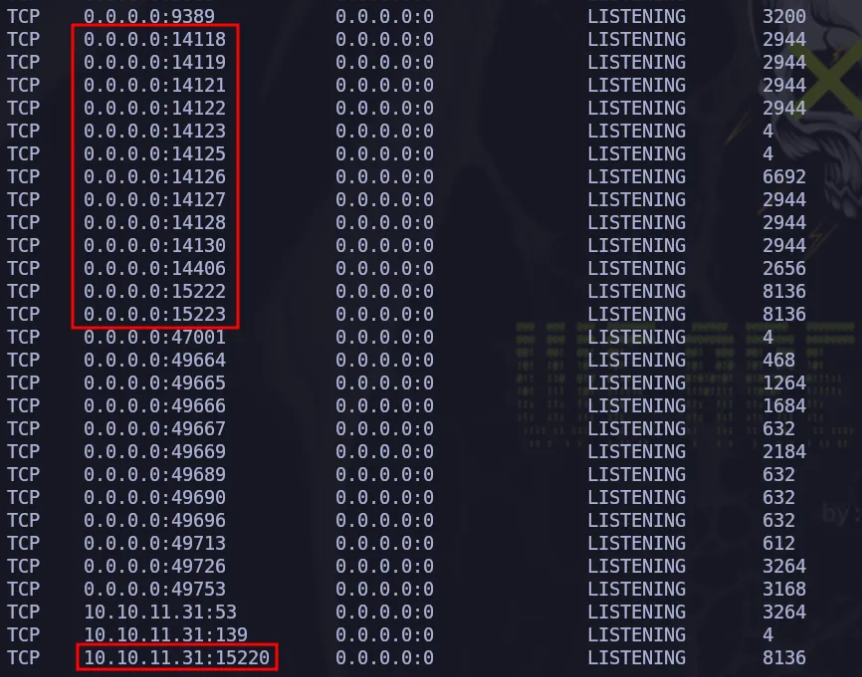 TCP 0.0.0.0:9389 0.0.0.0:0 LISTENING 3200
TCP 0.0.0.0:14118 0.0.0.0:0 LISTENING 2944
TCP 0.0.0.0:14119 0.0.0.0:0 LISTENING 2944
TCP 0.0.0.0:14121 0.0.0.0:0 LISTENING 2944
TCP 0.0.0.0:14122 0.0.0.0:0 LISTENING 2944
TCP 0.0.0.0:14123 0.0.0.0:0 LISTENING 4
TCP 0.0.0.0:14125 0.0.0.0:0 LISTENING 4
TCP 0.0.0.0:14126 0.0.0.0:0 LISTENING 6692
TCP 0.0.0.0:14127 0.0.0.0:0 LISTENING 2944
TCP 0.0.0.0:14128 0.0.0.0:0 LISTENING 2944
TCP 0.0.0.0:14130 0.0.0.0:0 LISTENING 2944
TCP 0.0.0.0:14406 0.0.0.0:0 LISTENING 2656
TCP 0.0.0.0:15222 0.0.0.0:0 LISTENING 8136
TCP 0.0.0.0:15223 0.0.0.0:0 LISTENING 8136
TCP 0.0.0.0:47001 0.0.0.0:0 LISTENING 4
TCP 0.0.0.0:49664 0.0.0.0:0 LISTENING 468
TCP 0.0.0.0:49665 0.0.0.0:0 LISTENING 1264
TCP 0.0.0.0:49666 0.0.0.0:0 LISTENING 1684
TCP 0.0.0.0:49667 0.0.0.0:0 LISTENING 632
TCP 0.0.0.0:49669 0.0.0.0:0 LISTENING 2184
TCP 0.0.0.0:49689 0.0.0.0:0 LISTENING 632
TCP 0.0.0.0:49690 0.0.0.0:0 LISTENING 632
TCP 0.0.0.0:49696 0.0.0.0:0 LISTENING 632
TCP 0.0.0.0:49713 0.0.0.0:0 LISTENING 612
TCP 0.0.0.0:49726 0.0.0.0:0 LISTENING 3264
TCP 0.0.0.0:49753 0.0.0.0:0 LISTENING 3168
TCP 10.10.11.31:53 0.0.0.0:0 LISTENING 3264
TCP 10.10.11.31:139 0.0.0.0:0 LISTENING 4
TCP 10.10.11.31:15220 0.0.0.0:0 LISTENING 8136
by: